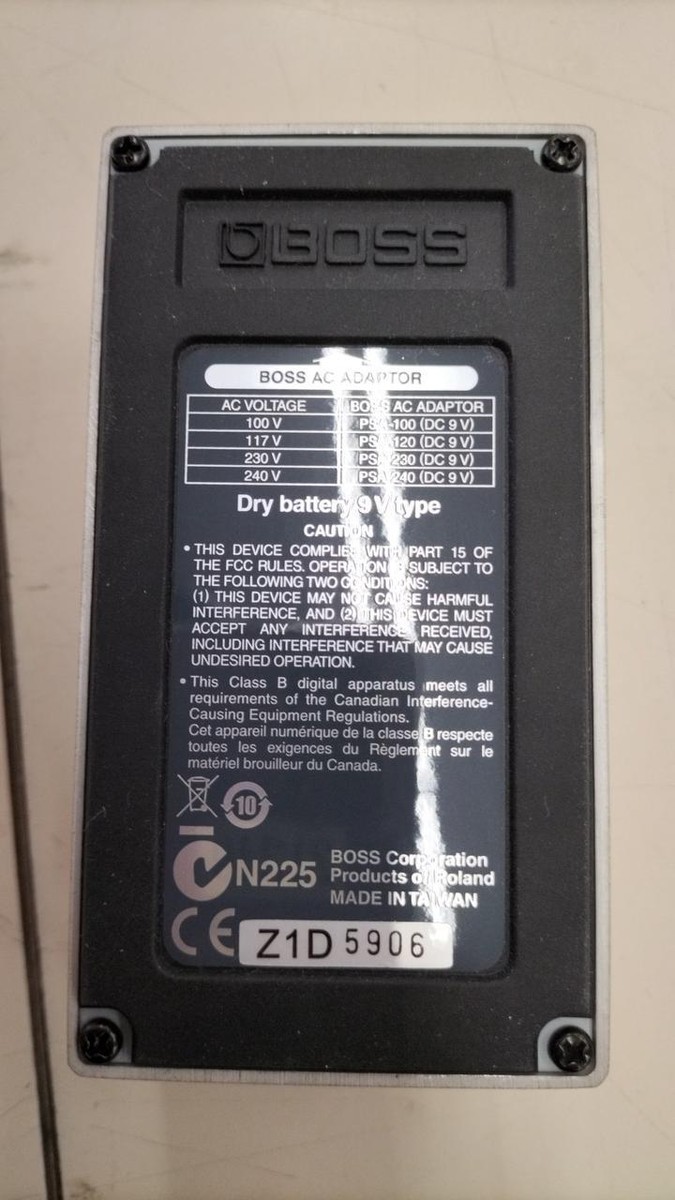 BOSS
BOSS AC ADAPTOR
AC VOLTAGE BOSS AC ADAPTOR
100 V PSA-100 (DC 9 V)
117 V PSA-120 (DC 9 V)
230 V PSA-230 (DC 9 V)
240 V PSA-240 (DC 9 V)
Dry battery 9 V type
CAUTION
• THIS DEVICE COMPLIES WITH PART 15 OF
THE FCC RULES. OPERATION IS SUBJECT TO
THE FOLLOWING TWO CONDITIONS:
(1) THIS DEVICE MAY NOT CAUSE HARMFUL
INTERFERENCE, AND (2) THIS DEVICE MUST
ACCEPT ANY INTERFERENCE RECEIVED,
INCLUDING INTERFERENCE THAT MAY CAUSE
UNDESIRED OPERATION.
• This Class B digital apparatus meets all
requirements of the Canadian Interference-
Causing Equipment Regulations.
Cet appareil numérique de la classe B respecte
toutes les exigences du Règlement sur le
matériel brouilleur du Canada.
10
N225
BOSS Corporation
Products of Roland
MADE IN TAIWAN
CE
Z1D 5906